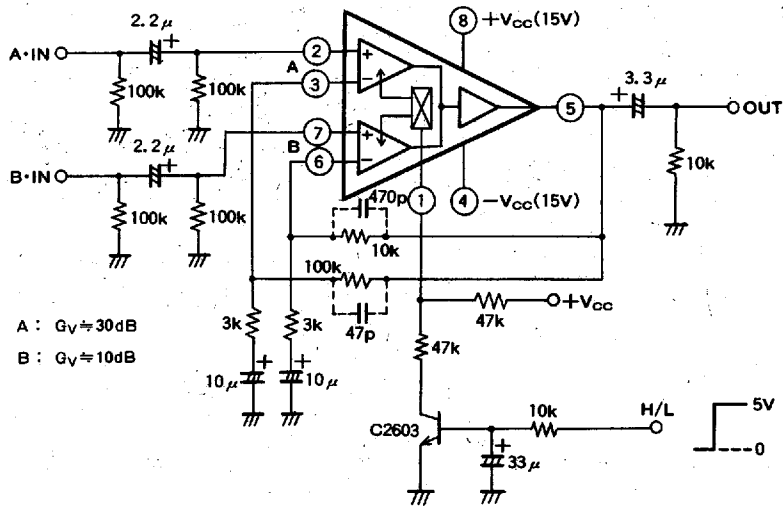 8 +VCC (15V)
2.2μ +
A·IN
2 +
A
3 −
3.3μ
+
5
OUT
100k
100k
2.2μ +
7 +
B
6 −
B·IN
10k
470p
1
4 −VCC (15V)
100k
100k
10k
100k
47k
+VCC
A : GV≒30dB
3k
3k
47p
47k
B : GV≒10dB
+
+
10μ
10μ
10k
H/L
5V
C2603
+
33μ
0